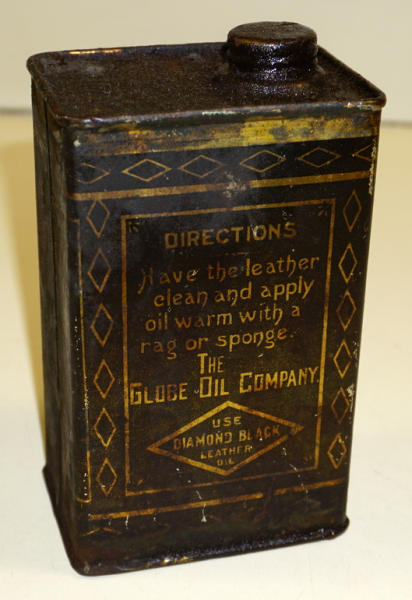 DIRECTIONS
Have the leather
clean and apply
oil warm with a
rag or sponge.
THE
GLOBE OIL COMPANY.
USE
DIAMOND BLACK
LEATHER
OIL